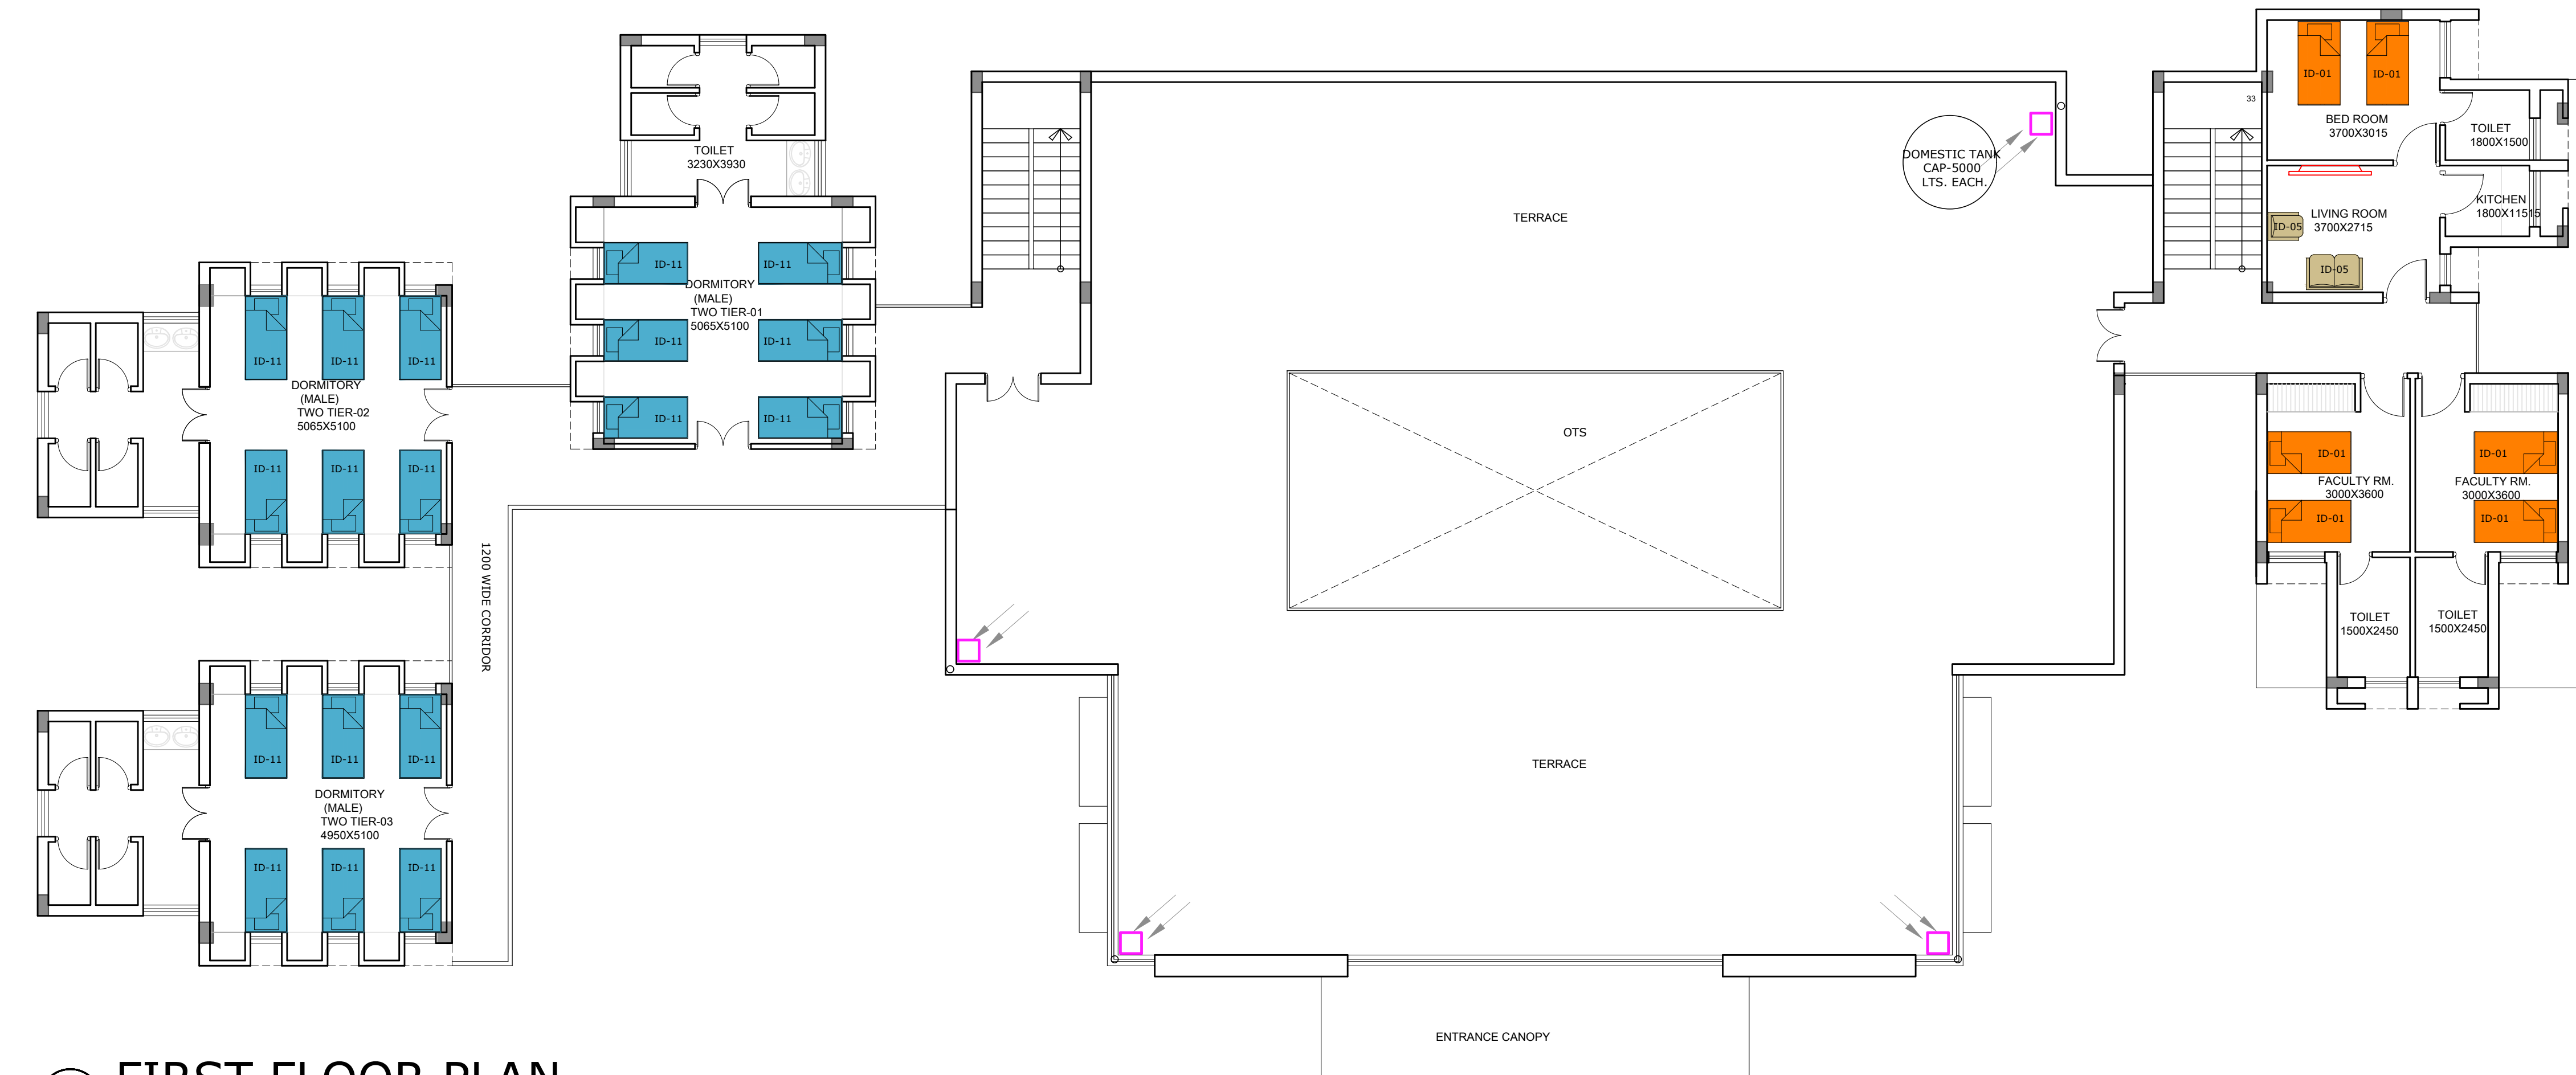 ID-01
ID-01
33
BED ROOM
3700X3015
TOILET
1800X1500
TOILET
3230X3930
DOMESTIC TANK
CAP-5000
LTS. EACH.
KITCHEN
1800X11515
LIVING ROOM
3700X2715
ID-05
ID-05
TERRACE
ID-11
ID-11
DORMITORY
(MALE)
TWO TIER-01
5065X5100
ID-11
ID-11
ID-11
ID-11
ID-11
ID-11
ID-11
DORMITORY
(MALE)
TWO TIER-02
5065X5100
ID-11
ID-11
ID-11
OTS
ID-01
ID-01
FACULTY RM.
3000X3600
FACULTY RM.
3000X3600
ID-01
ID-01
1200 WIDE CORRIDOR
TOILET
1500X2450
TOILET
1500X2450
ID-11
ID-11
ID-11
DORMITORY
(MALE)
TWO TIER-03
4950X5100
ID-11
ID-11
ID-11
TERRACE
ENTRANCE CANOPY
FIRST FLOOR PLAN